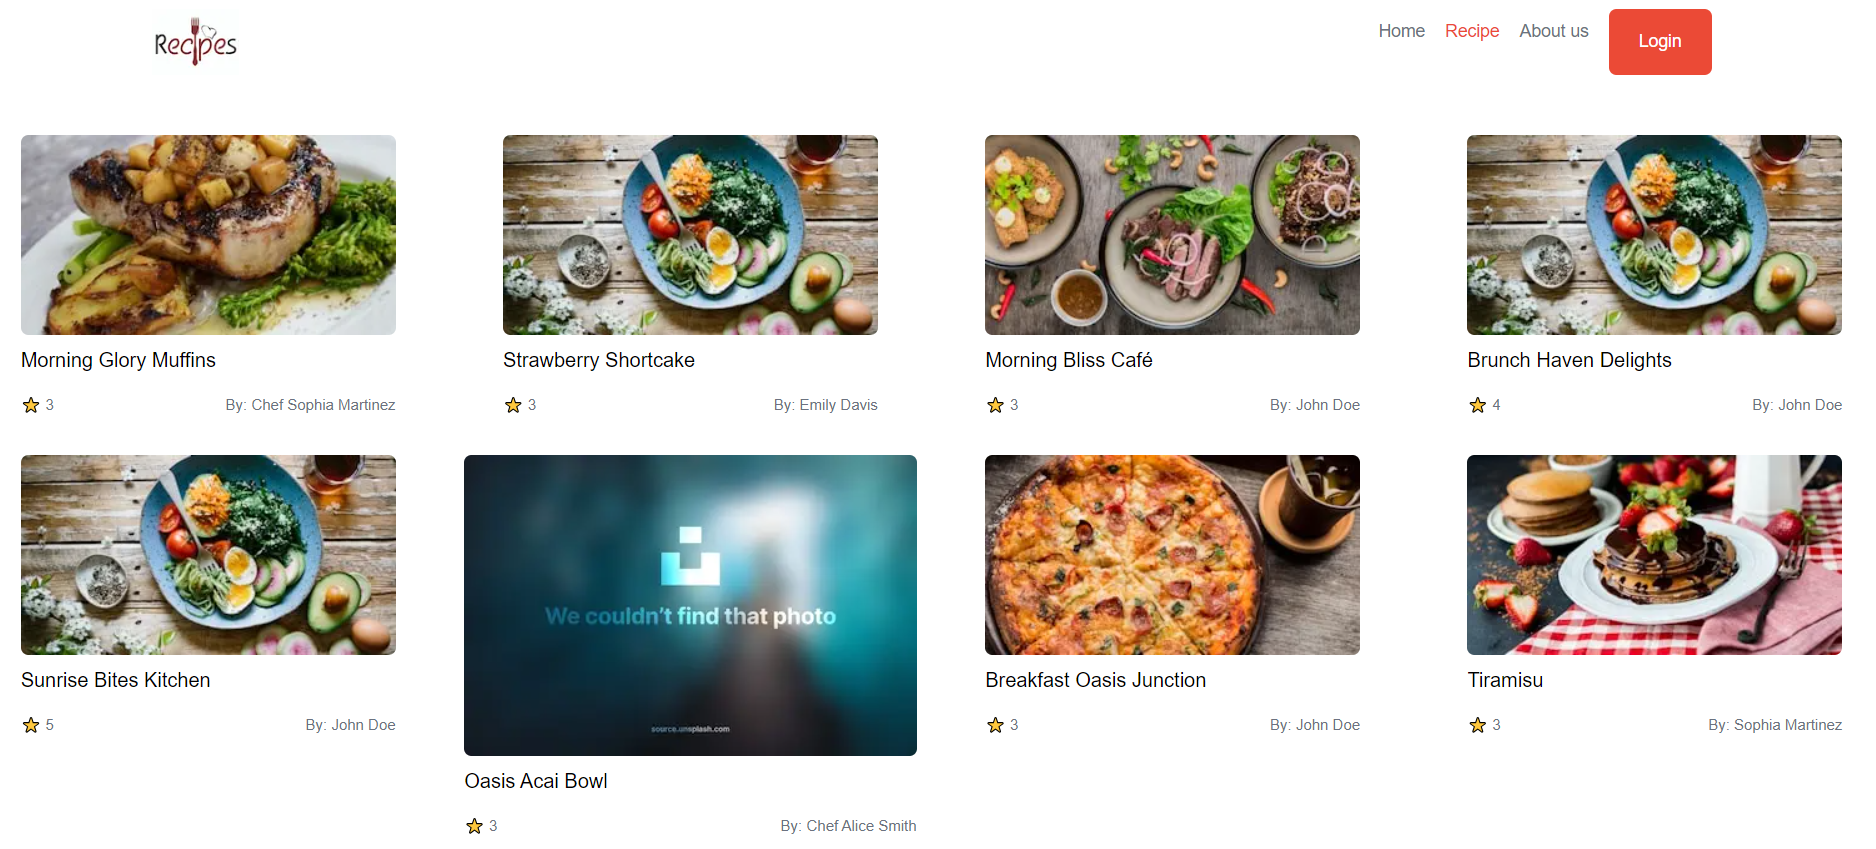 Recipes
Home Recipe About us Login
Morning Glory Muffins
3 By: Chef Sophia Martinez
Strawberry Shortcake
3 By: Emily Davis
Morning Bliss Café
3 By: John Doe
Brunch Haven Delights
4 By: John Doe
Sunrise Bites Kitchen
5 By: John Doe
We couldn't find that photo
source.unsplash.com
Oasis Acai Bowl
3 By: Chef Alice Smith
Breakfast Oasis Junction
3 By: John Doe
Tiramisu
3 By: Sophia Martinez